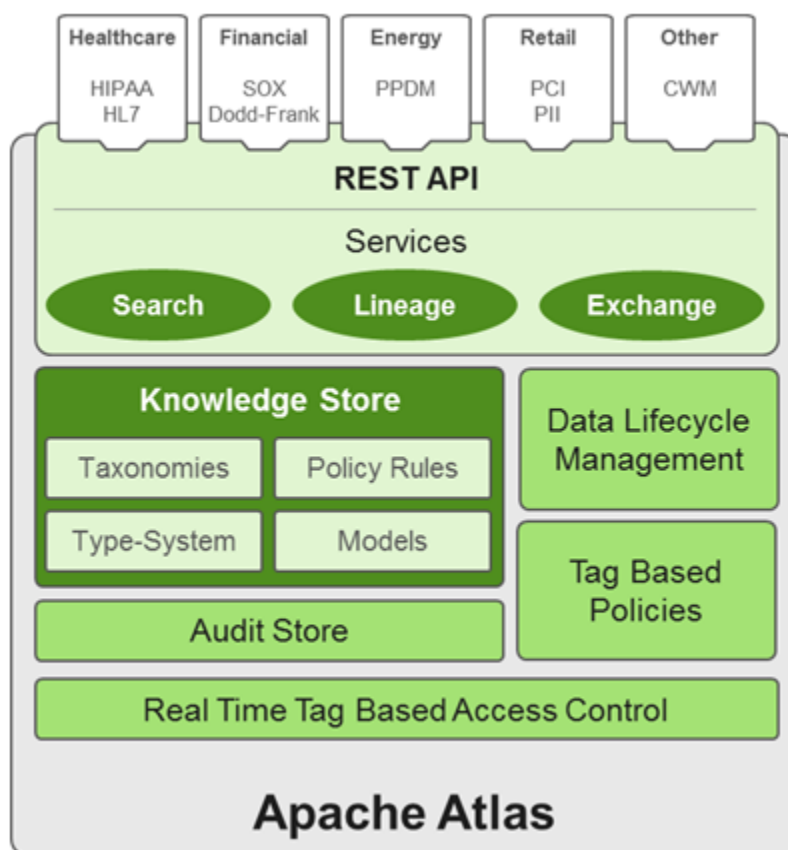 Healthcare
HIPAA
HL7
Financial
SOX
Dodd-Frank
Energy
PPDM
Retail
PCI
PII
Other
CWM
REST API
Services
Search
Lineage
Exchange
Knowledge Store
Taxonomies
Policy Rules
Type-System
Models
Data Lifecycle
Management
Tag Based
Policies
Audit Store
Real Time Tag Based Access Control
Apache Atlas